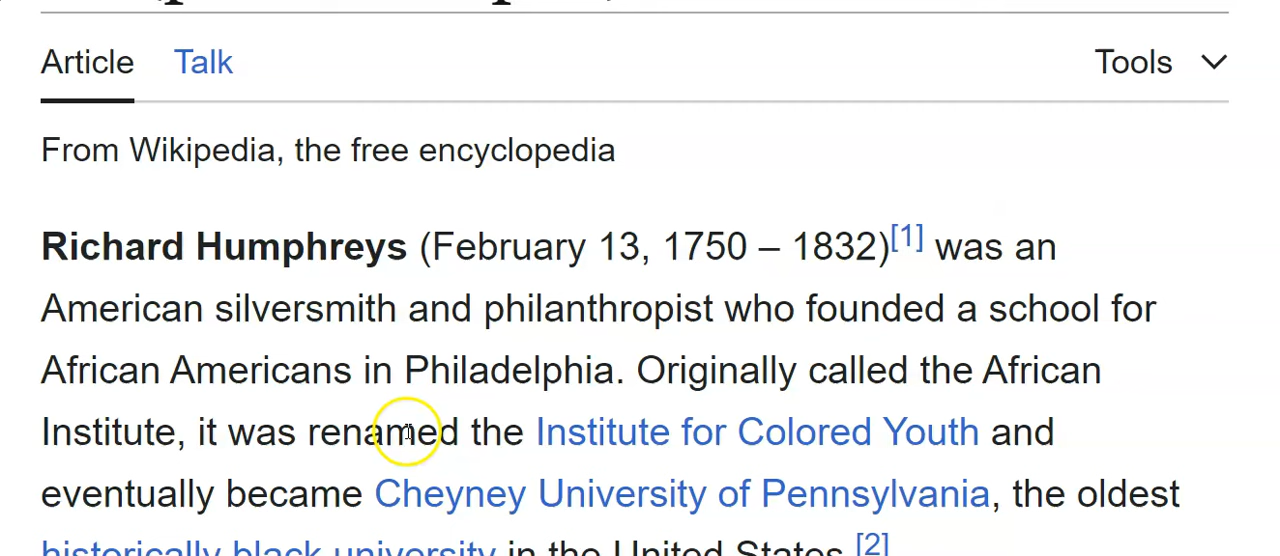 Article Talk Tools
From Wikipedia, the free encyclopedia
Richard Humphreys (February 13, 1750 – 1832)[1] was an
American silversmith and philanthropist who founded a school for
African Americans in Philadelphia. Originally called the African
Institute, it was renamed the Institute for Colored Youth and
eventually became Cheyney University of Pennsylvania, the oldest
historically black university in the United States.[2]